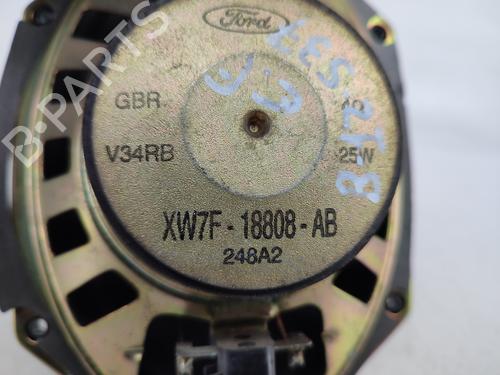 Ford
GBR
V34RB
25W
XW7F-18808-AB
248A2
B-PARTS